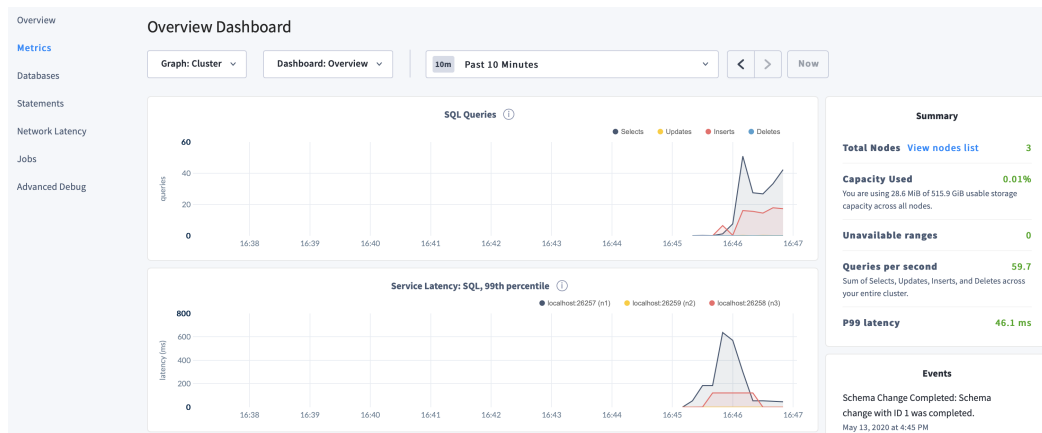 Overview
Metrics
Databases
Statements
Network Latency
Jobs
Advanced Debug
Overview Dashboard
Graph: Cluster
Dashboard: Overview
10m Past 10 Minutes
Now
SQL Queries
Selects Updates Inserts Deletes
queries
60
40
20
0
16:38 16:39 16:40 16:41 16:42 16:43 16:44 16:45 16:46 16:47
Service Latency: SQL, 99th percentile
localhost:26257 (n1) localhost:26259 (n2) localhost:26258 (n3)
latency (ms)
800
600
400
200
0
16:38 16:39 16:40 16:41 16:42 16:43 16:44 16:45 16:46 16:47
Summary
Total Nodes View nodes list 3
Capacity Used 0.01%
You are using 28.6 MiB of 515.9 GiB usable storage
capacity across all nodes.
Unavailable ranges 0
Queries per second 59.7
Sum of Selects, Updates, Inserts, and Deletes across
your entire cluster.
P99 latency 46.1 ms
Events
Schema Change Completed: Schema
change with ID 1 was completed.
May 13, 2020 at 4:45 PM